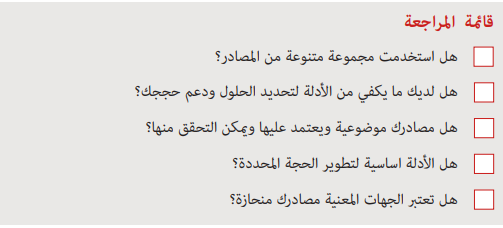 قائمة المراجعة
هل استخدمت مجموعة متنوعة من المصادر؟
هل لديك ما يكفي من الأدلة لتحديد الحلول ودعم حججك؟
هل مصادرك موضوعية ويعتمد عليها ويمكن التحقق منها؟
هل الأدلة اساسية لتطوير الحجة المحددة؟
هل تعتبر الجهات المعنية مصادرك منحازة؟